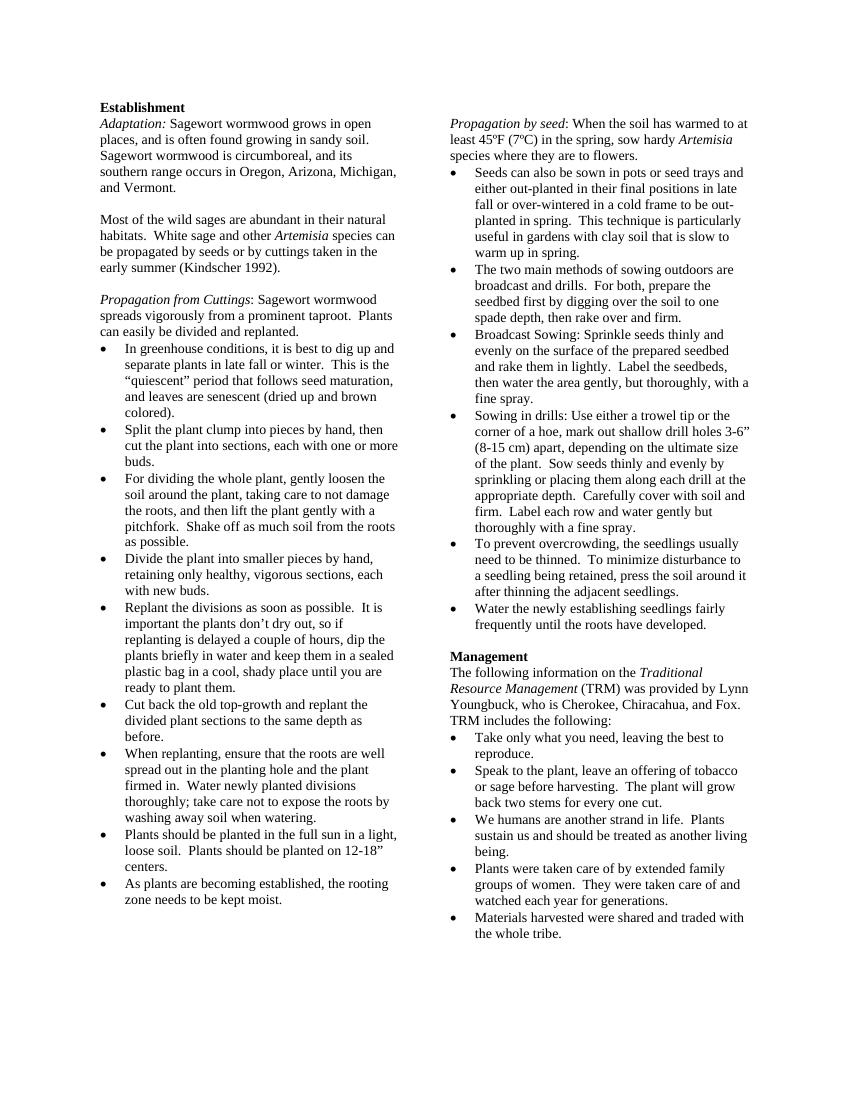 Establishment
Adaptation: Sagewort wormwood grows in open
places, and is often found growing in sandy soil.
Sagewort wormwood is circumboreal, and its
southern range occurs in Oregon, Arizona, Michigan,
and Vermont.
Most of the wild sages are abundant in their natural
habitats.  White sage and other Artemisia species can
be propagated by seeds or by cuttings taken in the
early summer (Kindscher 1992).
Propagation from Cuttings: Sagewort wormwood
spreads vigorously from a prominent taproot.  Plants
can easily be divided and replanted.
• In greenhouse conditions, it is best to dig up and
separate plants in late fall or winter.  This is the
“quiescent” period that follows seed maturation,
and leaves are senescent (dried up and brown
colored).
• Split the plant clump into pieces by hand, then
cut the plant into sections, each with one or more
buds.
• For dividing the whole plant, gently loosen the
soil around the plant, taking care to not damage
the roots, and then lift the plant gently with a
pitchfork.  Shake off as much soil from the roots
as possible.
• Divide the plant into smaller pieces by hand,
retaining only healthy, vigorous sections, each
with new buds.
• Replant the divisions as soon as possible.  It is
important the plants don’t dry out, so if
replanting is delayed a couple of hours, dip the
plants briefly in water and keep them in a sealed
plastic bag in a cool, shady place until you are
ready to plant them.
• Cut back the old top-growth and replant the
divided plant sections to the same depth as
before.
• When replanting, ensure that the roots are well
spread out in the planting hole and the plant
firmed in.  Water newly planted divisions
thoroughly; take care not to expose the roots by
washing away soil when watering.
• Plants should be planted in the full sun in a light,
loose soil.  Plants should be planted on 12-18”
centers.
• As plants are becoming established, the rooting
zone needs to be kept moist.
Propagation by seed: When the soil has warmed to at
least 45ºF (7ºC) in the spring, sow hardy Artemisia
species where they are to flowers.
• Seeds can also be sown in pots or seed trays and
either out-planted in their final positions in late
fall or over-wintered in a cold frame to be out-
planted in spring.  This technique is particularly
useful in gardens with clay soil that is slow to
warm up in spring.
• The two main methods of sowing outdoors are
broadcast and drills.  For both, prepare the
seedbed first by digging over the soil to one
spade depth, then rake over and firm.
• Broadcast Sowing: Sprinkle seeds thinly and
evenly on the surface of the prepared seedbed
and rake them in lightly.  Label the seedbeds,
then water the area gently, but thoroughly, with a
fine spray.
• Sowing in drills: Use either a trowel tip or the
corner of a hoe, mark out shallow drill holes 3-6”
(8-15 cm) apart, depending on the ultimate size
of the plant.  Sow seeds thinly and evenly by
sprinkling or placing them along each drill at the
appropriate depth.  Carefully cover with soil and
firm.  Label each row and water gently but
thoroughly with a fine spray.
• To prevent overcrowding, the seedlings usually
need to be thinned.  To minimize disturbance to
a seedling being retained, press the soil around it
after thinning the adjacent seedlings.
• Water the newly establishing seedlings fairly
frequently until the roots have developed.
Management
The following information on the Traditional
Resource Management (TRM) was provided by Lynn
Youngbuck, who is Cherokee, Chiracahua, and Fox.
TRM includes the following:
• Take only what you need, leaving the best to
reproduce.
• Speak to the plant, leave an offering of tobacco
or sage before harvesting.  The plant will grow
back two stems for every one cut.
• We humans are another strand in life.  Plants
sustain us and should be treated as another living
being.
• Plants were taken care of by extended family
groups of women.  They were taken care of and
watched each year for generations.
• Materials harvested were shared and traded with
the whole tribe.